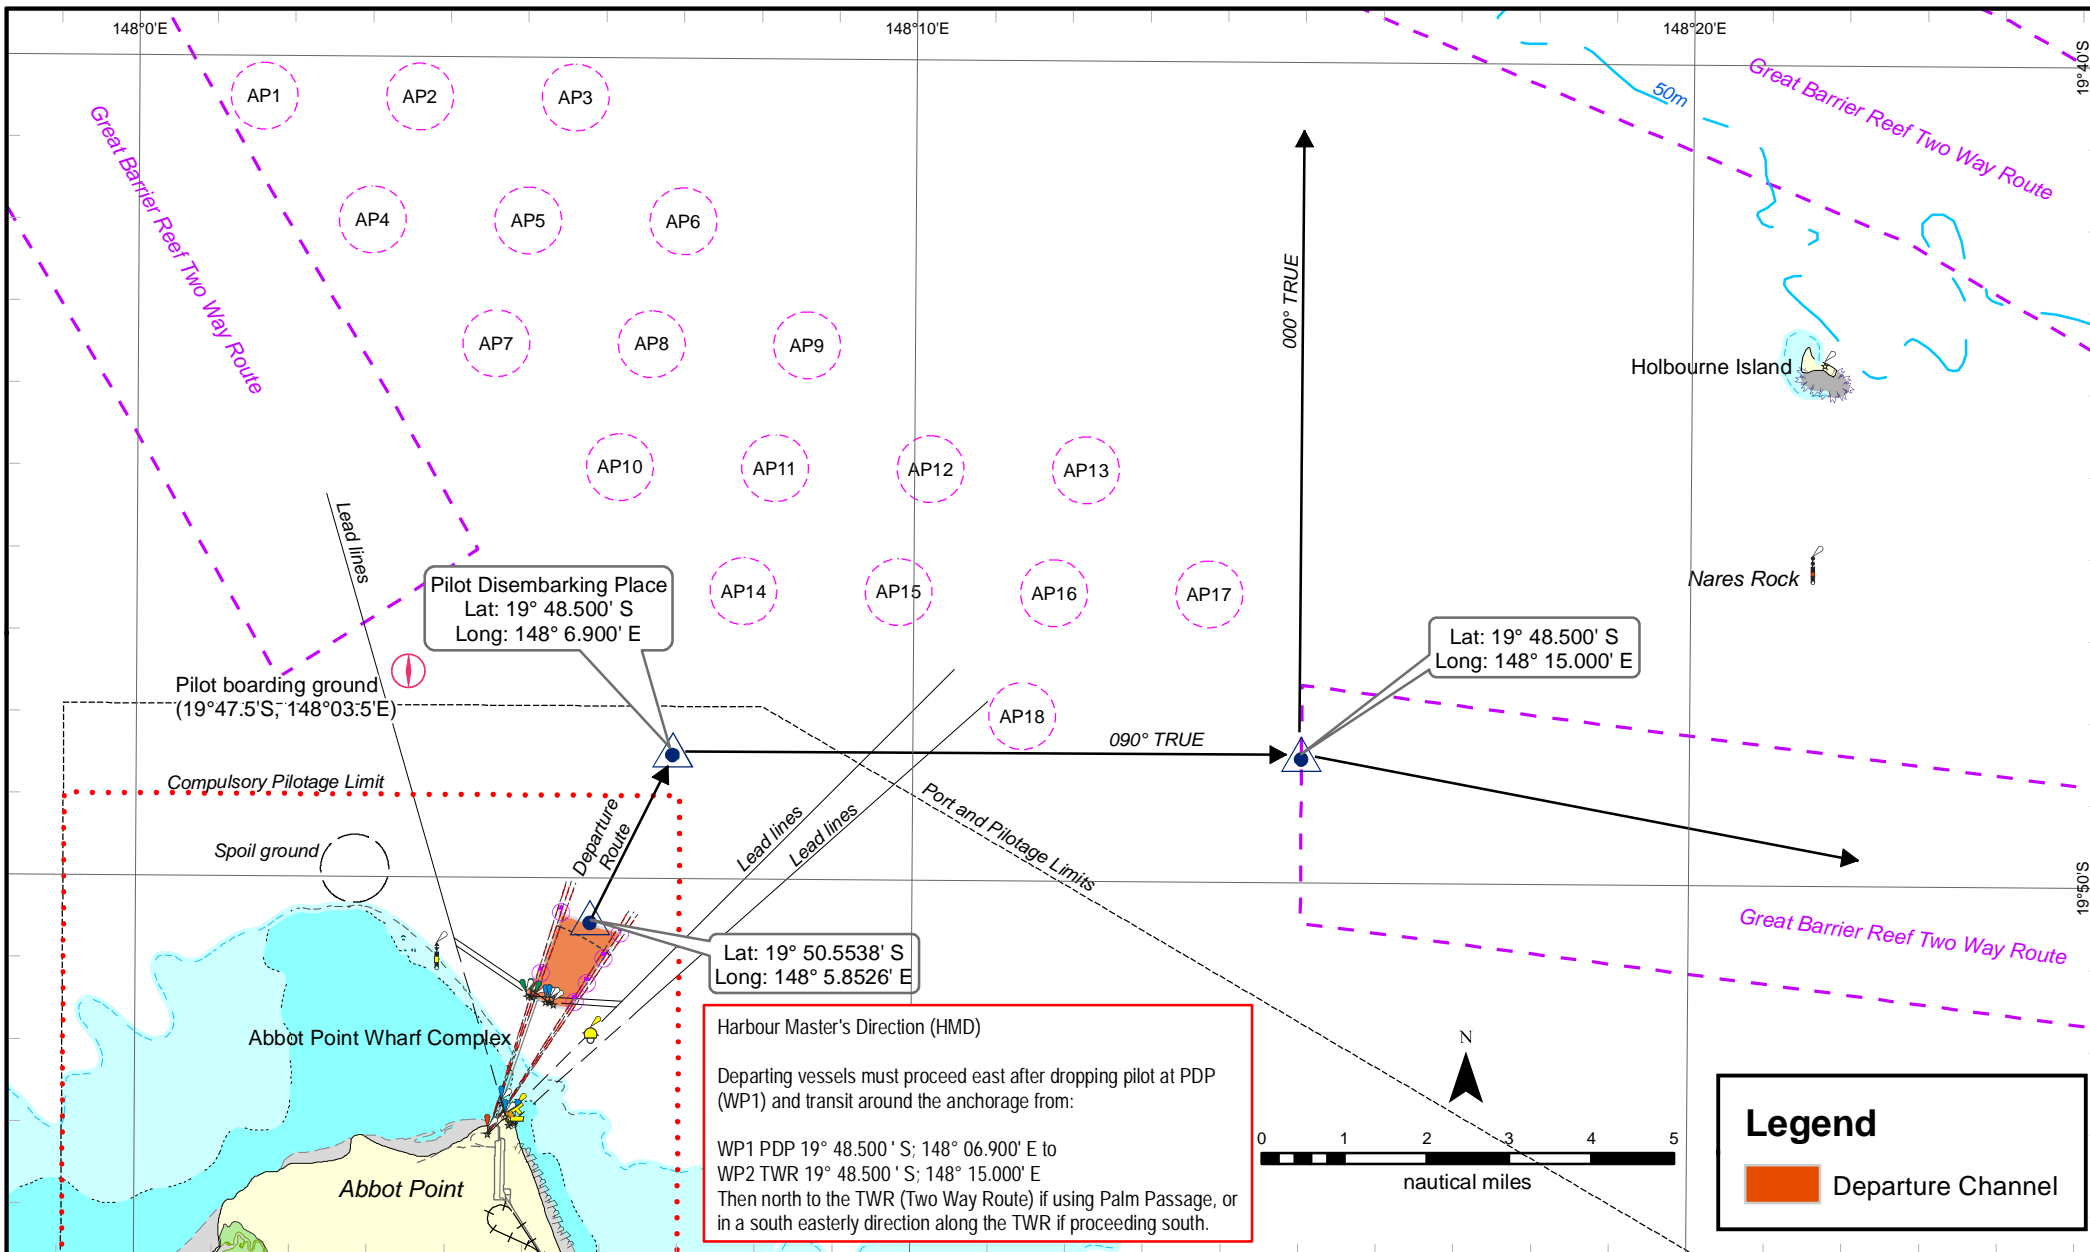 148°0'E
148°10'E
148°20'E
19°40'S
AP1
AP2
AP3
Great Barrier Reef Two Way Route
50m
Great Barrier Reef Two Way Route
AP4
AP5
AP6
000° TRUE
AP7
AP8
AP9
Holbourne Island
AP10
AP11
AP12
AP13
Lead lines
Pilot Disembarking Place
Lat: 19° 48.500' S
Long: 148° 6.900' E
AP14
AP15
AP16
AP17
Nares Rock
Lat: 19° 48.500' S
Long: 148° 15.000' E
Pilot boarding ground
(19°47.5'S, 148°03.5'E)
AP18
090° TRUE
Compulsory Pilotage Limit
Departure
Route
Lead lines
Lead lines
Port and Pilotage Limits
Spoil ground
19°50'S
Great Barrier Reef Two Way Route
Lat: 19° 50.5538' S
Long: 148° 5.8526' E
Abbot Point Wharf Complex
Harbour Master's Direction (HMD)
Departing vessels must proceed east after dropping pilot at PDP
(WP1) and transit around the anchorage from:
WP1 PDP 19° 48.500 ' S; 148° 06.900' E to
WP2 TWR 19° 48.500 ' S; 148° 15.000' E
Then north to the TWR (Two Way Route) if using Palm Passage, or
in a south easterly direction along the TWR if proceeding south.
N
0 1 2 3 4 5
nautical miles
Abbot Point
Legend
Departure Channel